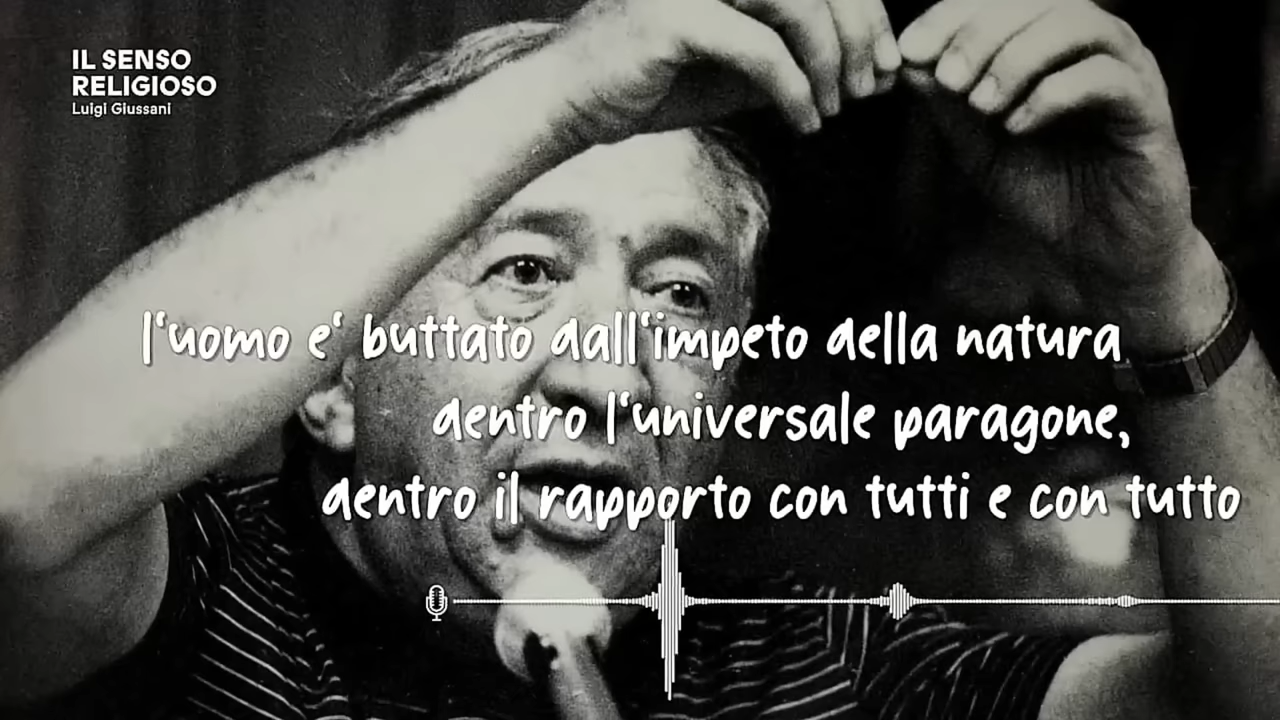 IL SENSO
RELIGIOSO
Luigi Giussani
l'uomo e' buttato dall'impeto della natura
dentro l'universale paragone,
dentro il rapporto con tutti e con tutto